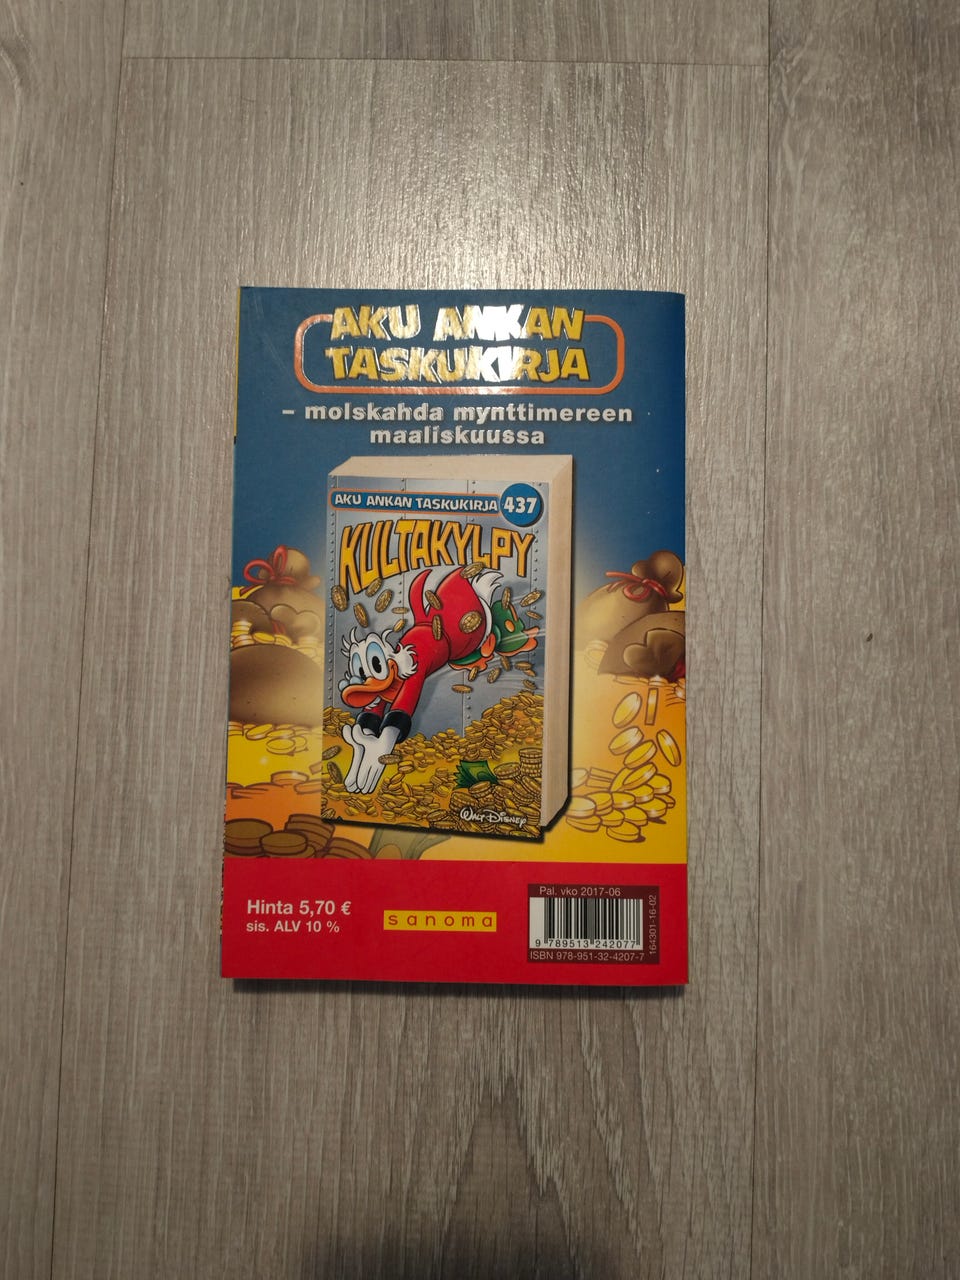 AKU ANKAN
TASKUKIRJA
– molskahda mynttimereen
maaliskuussa
AKU ANKAN TASKUKIRJA 437
KULTAKYLPY
WALT DISNEY
Hinta 5,70 €
sis. ALV 10 %
sanoma
Pal. vko 2017-06
9 789513 242077
ISBN 978-951-32-4207-7
164301-16-02